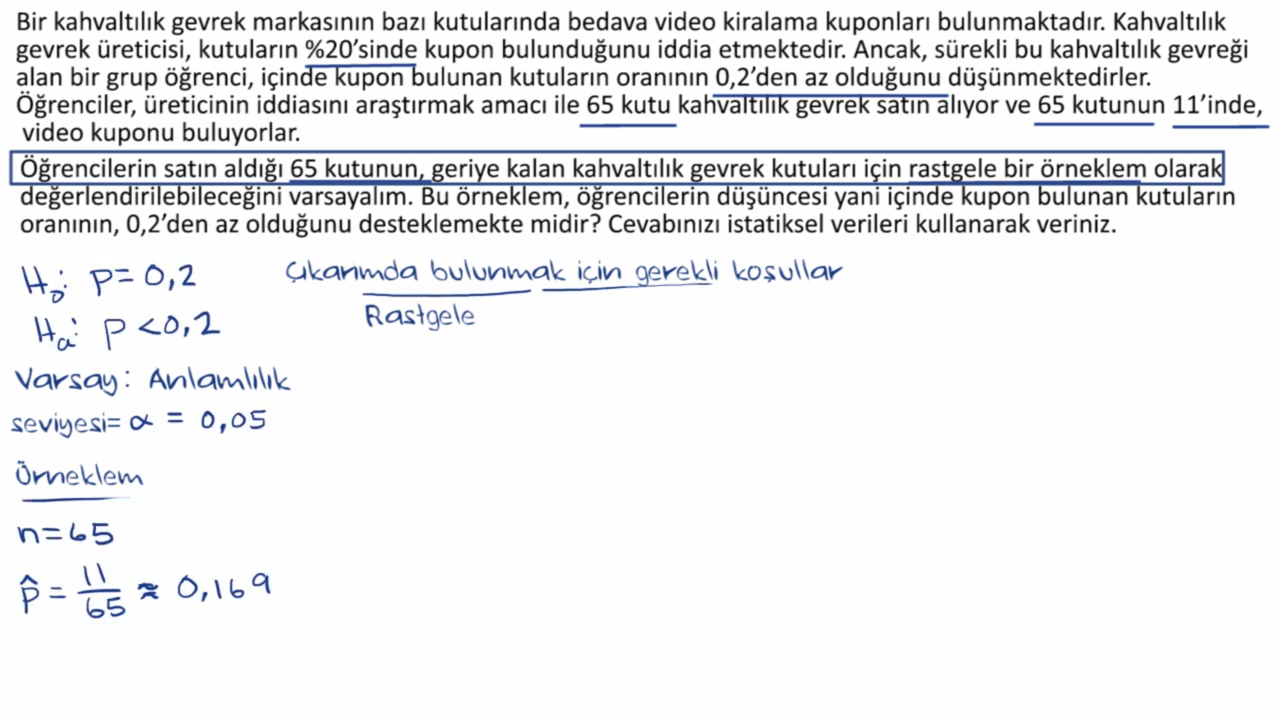 Bir kahvaltılık gevrek markasının bazı kutularında bedava video kiralama kuponları bulunmaktadır. Kahvaltılık
gevrek üreticisi, kutuların %20'sinde kupon bulunduğunu iddia etmektedir. Ancak, sürekli bu kahvaltılık gevreği
alan bir grup öğrenci, içinde kupon bulunan kutuların oranının 0,2'den az olduğunu düşünmektedirler.
Öğrenciler, üreticinin iddiasını araştırmak amacı ile 65 kutu kahvaltılık gevrek satın alıyor ve 65 kutunun 11'inde,
video kuponu buluyorlar.
Öğrencilerin satın aldığı 65 kutunun, geriye kalan kahvaltılık gevrek kutuları için rastgele bir örneklem olarak
değerlendirilebileceğini varsayalım. Bu örneklem, öğrencilerin düşüncesi yani içinde kupon bulunan kutuların
oranının, 0,2'den az olduğunu desteklemekte midir? Cevabınızı istatiksel verileri kullanarak veriniz.
H₀: p=0,2
Çıkarımda bulunmak için gerekli koşullar
Hₐ: p<0,2
Rastgele
Varsay: Anlamlılık
seviyesi= α = 0,05
Örneklem
n=65
p̂ = 11/65 ≈ 0,169